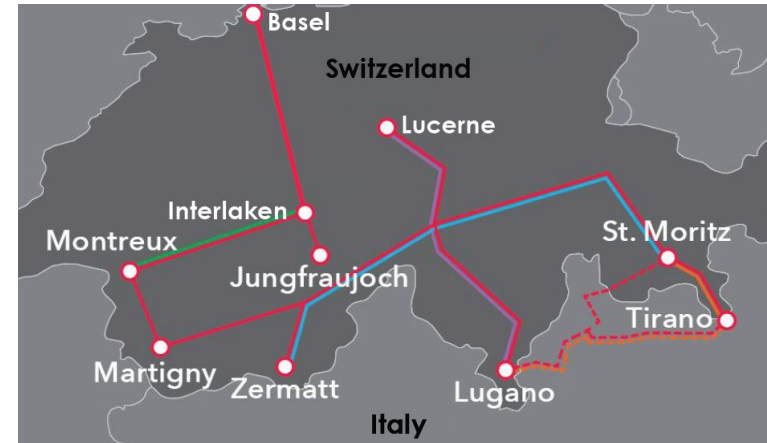 Basel
Switzerland
Lucerne
Interlaken
Montreux
St. Moritz
Jungfraujoch
Tirano
Martigny
Zermatt
Lugano
Italy